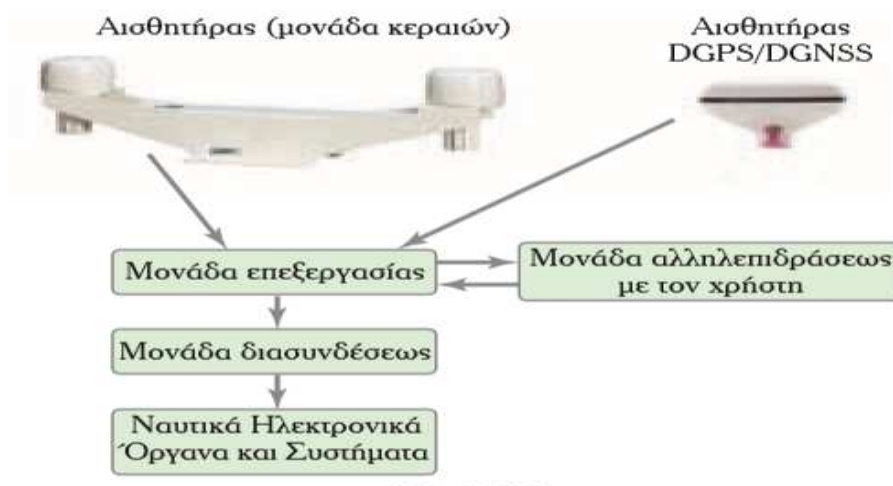 Αισθητήρας (μονάδα κεραιών)
Αισθητήρας
DGPS/DGNSS
Μονάδα επεξεργασίας
Μονάδα αλληλεπιδράσεως
με τον χρήστη
Μονάδα διασυνδέσεως
Ναυτικά Ηλεκτρονικά
Όργανα και Συστήματα